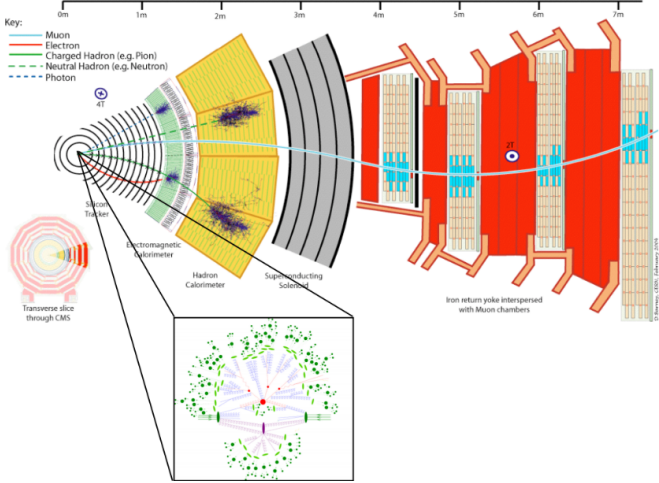 0m 1m 2m 3m 4m 5m 6m 7m
Key:
Muon
Electron
Charged Hadron (e.g. Pion)
Neutral Hadron (e.g. Neutron)
Photon
4T
2T
Silicon
Tracker
Electromagnetic
Calorimeter
Hadron
Calorimeter
Superconducting
Solenoid
Iron return yoke interspersed
with Muon chambers
Transverse slice
through CMS